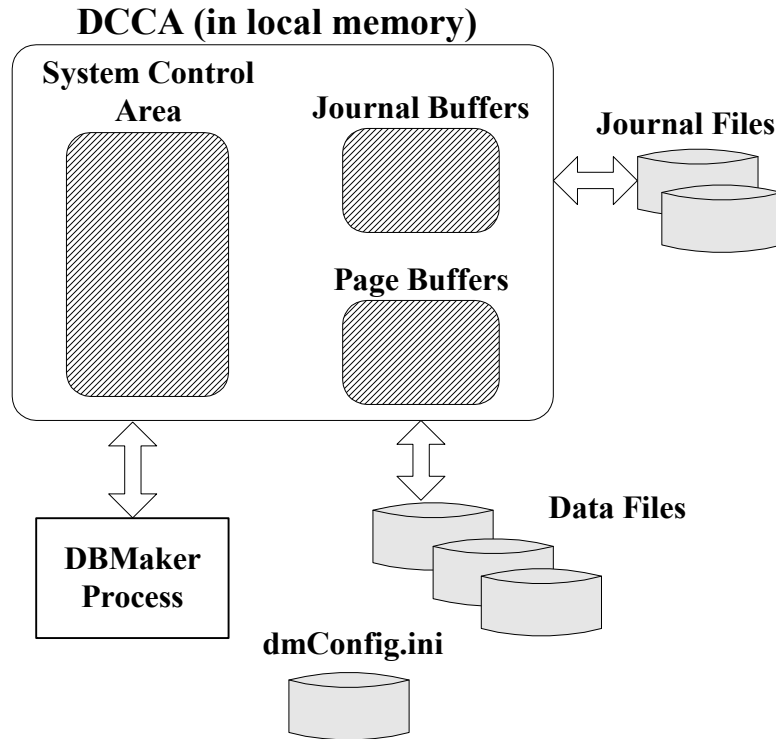 DCCA (in local memory)
System Control
Area
Journal Buffers
Journal Files
Page Buffers
Data Files
DBMaker
Process
dmConfig.ini